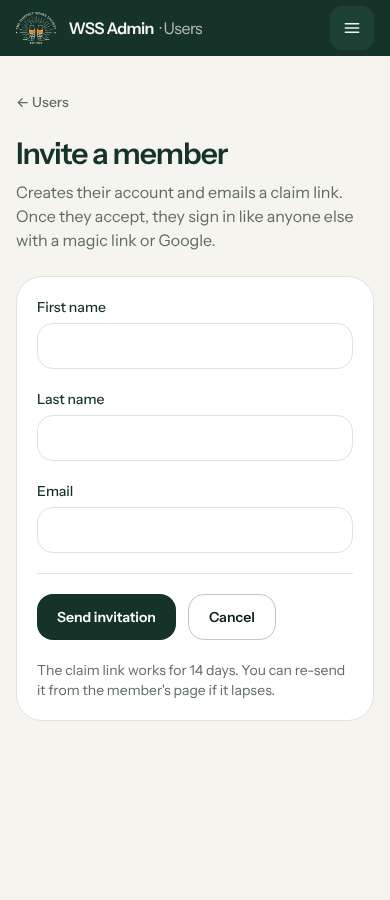 WSS Admin · Users
← Users
Invite a member
Creates their account and emails a claim link.
Once they accept, they sign in like anyone else
with a magic link or Google.
First name
Last name
Email
Send invitation
Cancel
The claim link works for 14 days. You can re-send
it from the member's page if it lapses.